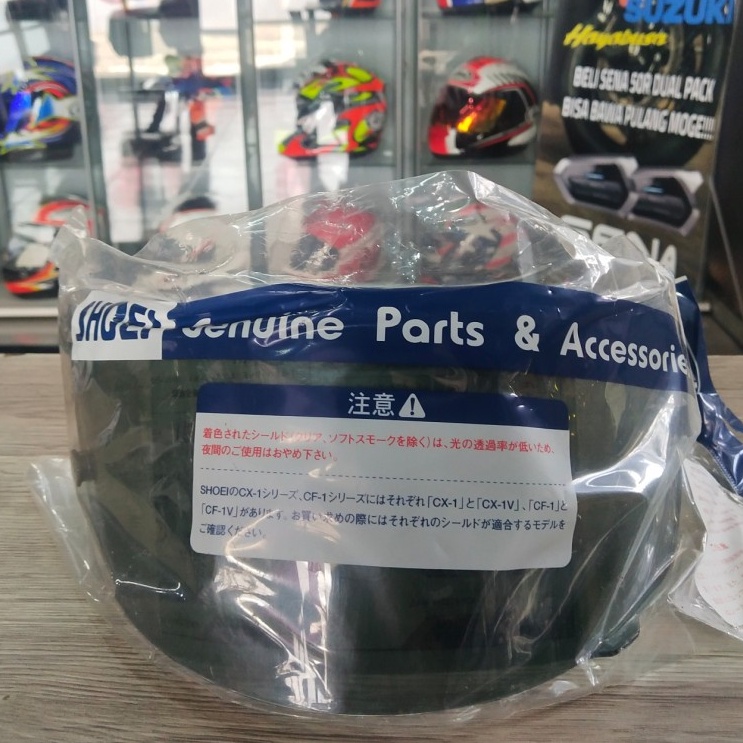 SUZUKI
Hayabusa
BELI SENA 50R DUAL PACK
BISA BAWA PULANG MOGE!!!!
SENA
SHOEI Genuine Parts & Accessories
注意
着色されたシールド(クリア、ソフトスモークを除く)は、光の透過率が低いため、
夜間のご使用はおやめ下さい。
SHOEIのCX-1シリーズ、CF-1シリーズにはそれぞれ「CX-1」と「CX-1V」、「CF-1」と
「CF-1V」があります。お買い求めの際にはそれぞれのシールドが適合するモデルを
ご確認ください。